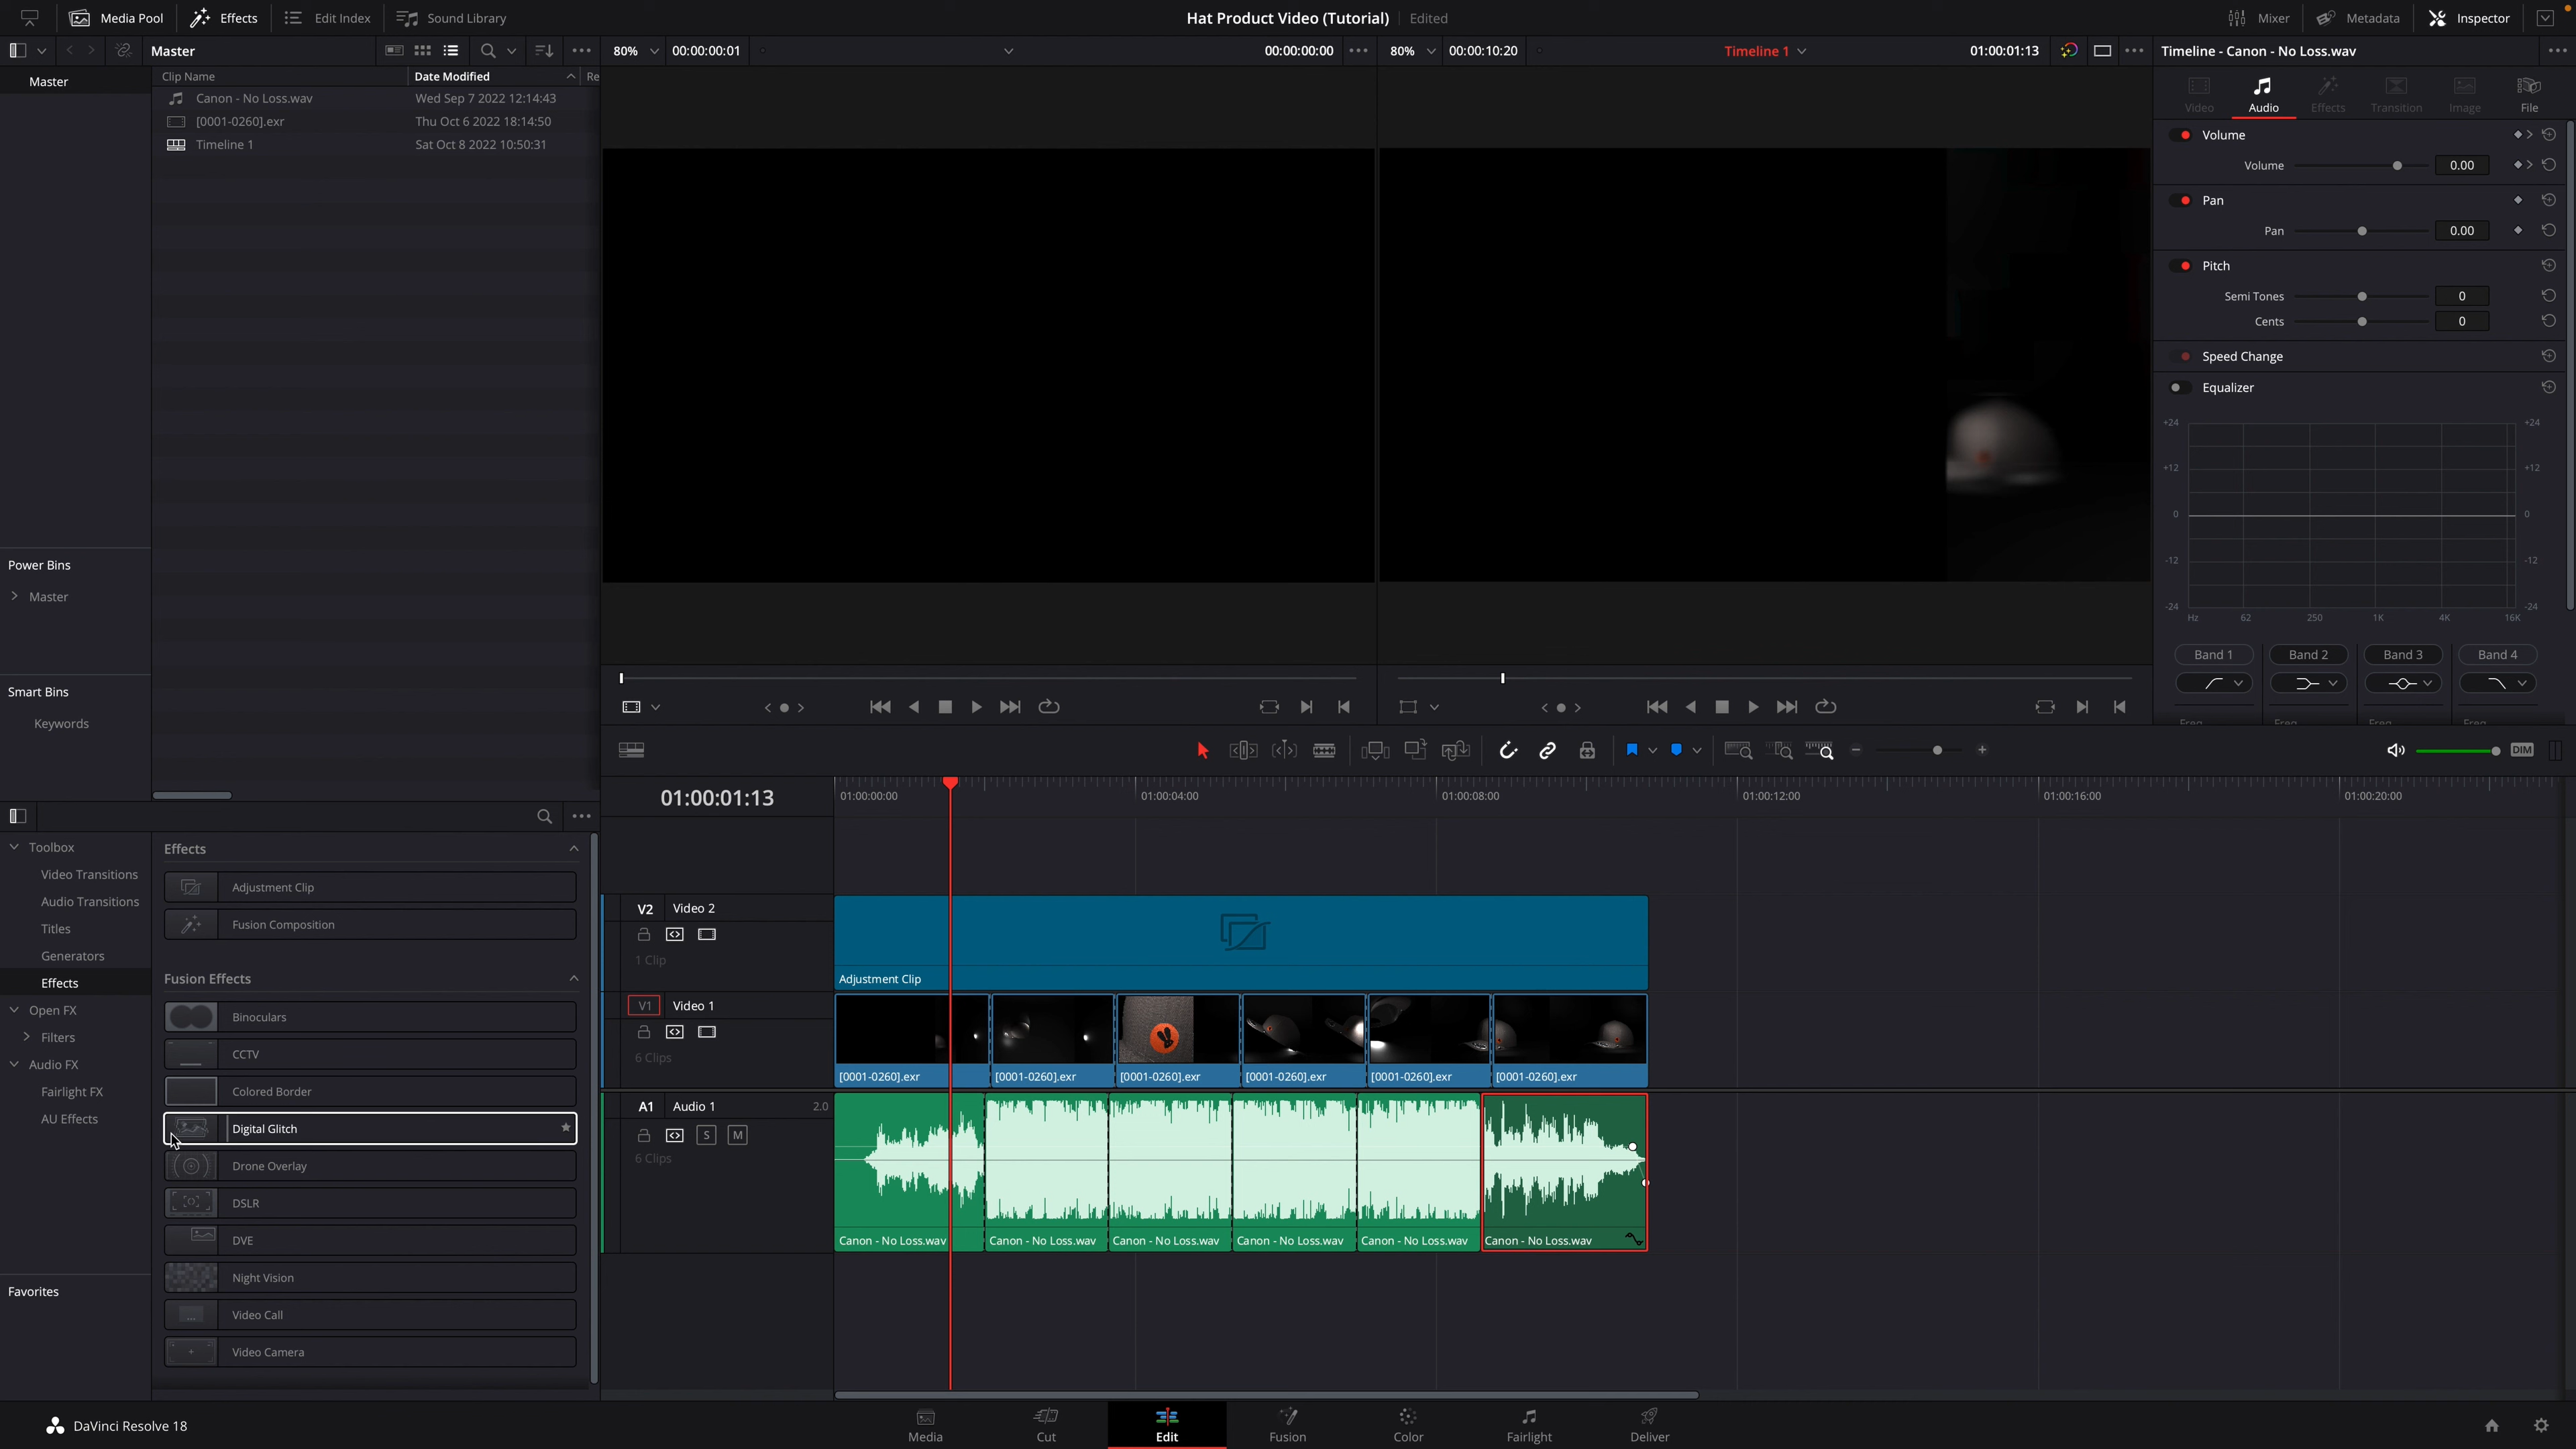 Media Pool Effects Edit Index Sound Library Hat Product Video (Tutorial) Edited Mixer Metadata Inspector
Master 80% 00:00:00:01 00:00:00:00 80% 00:00:10:20 Timeline 1 01:00:01:13 Timeline - Canon - No Loss.wav
Master
Clip Name Date Modified Re
Canon - No Loss.wav Wed Sep 7 2022 12:14:43
[0001-0260].exr Thu Oct 6 2022 18:14:50
Timeline 1 Sat Oct 8 2022 10:50:31
Power Bins
Master
Smart Bins
Keywords
Video Audio Effects Transition Image File
Volume
Volume 0.00
Pan
Pan 0.00
Pitch
Semi Tones 0
Cents 0
Speed Change
Equalizer
+24 +24
+12 +12
0 0
-12 -12
-24 -24
Hz 62 250 1K 4K 16K
Band 1 Band 2 Band 3 Band 4
Freq Freq Freq Freq
DIM
Toolbox
Video Transitions
Audio Transitions
Titles
Generators
Effects
Open FX
Filters
Audio FX
Fairlight FX
AU Effects
Favorites
Effects
Adjustment Clip
Fusion Composition
Fusion Effects
Binoculars
CCTV
Colored Border
Digital Glitch
Drone Overlay
DSLR
DVE
Night Vision
Video Call
Video Camera
01:00:01:13 01:00:00:00 01:00:04:00 01:00:08:00 01:00:12:00 01:00:16:00 01:00:20:00
V2 Video 2
1 Clip
Adjustment Clip
V1 Video 1
6 Clips
[0001-0260].exr [0001-0260].exr [0001-0260].exr [0001-0260].exr [0001-0260].exr [0001-0260].exr
A1 Audio 1 2.0
S M
6 Clips
Canon - No Loss.wav Canon - No Loss.wav Canon - No Loss.wav Canon - No Loss.wav Canon - No Loss.wav Canon - No Loss.wav
DaVinci Resolve 18 Media Cut Edit Fusion Color Fairlight Deliver